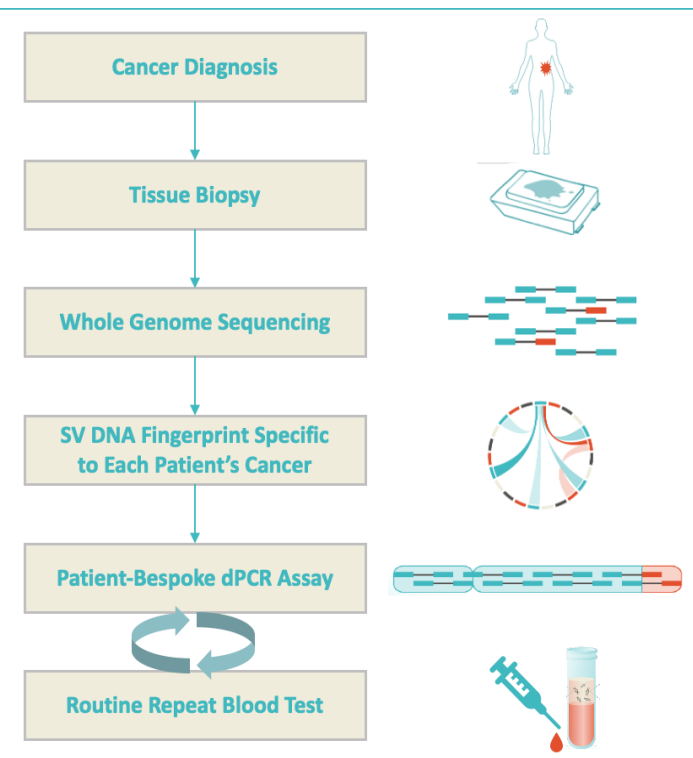 Cancer Diagnosis
Tissue Biopsy
Whole Genome Sequencing
SV DNA Fingerprint Specific
to Each Patient’s Cancer
Patient-Bespoke dPCR Assay
Routine Repeat Blood Test